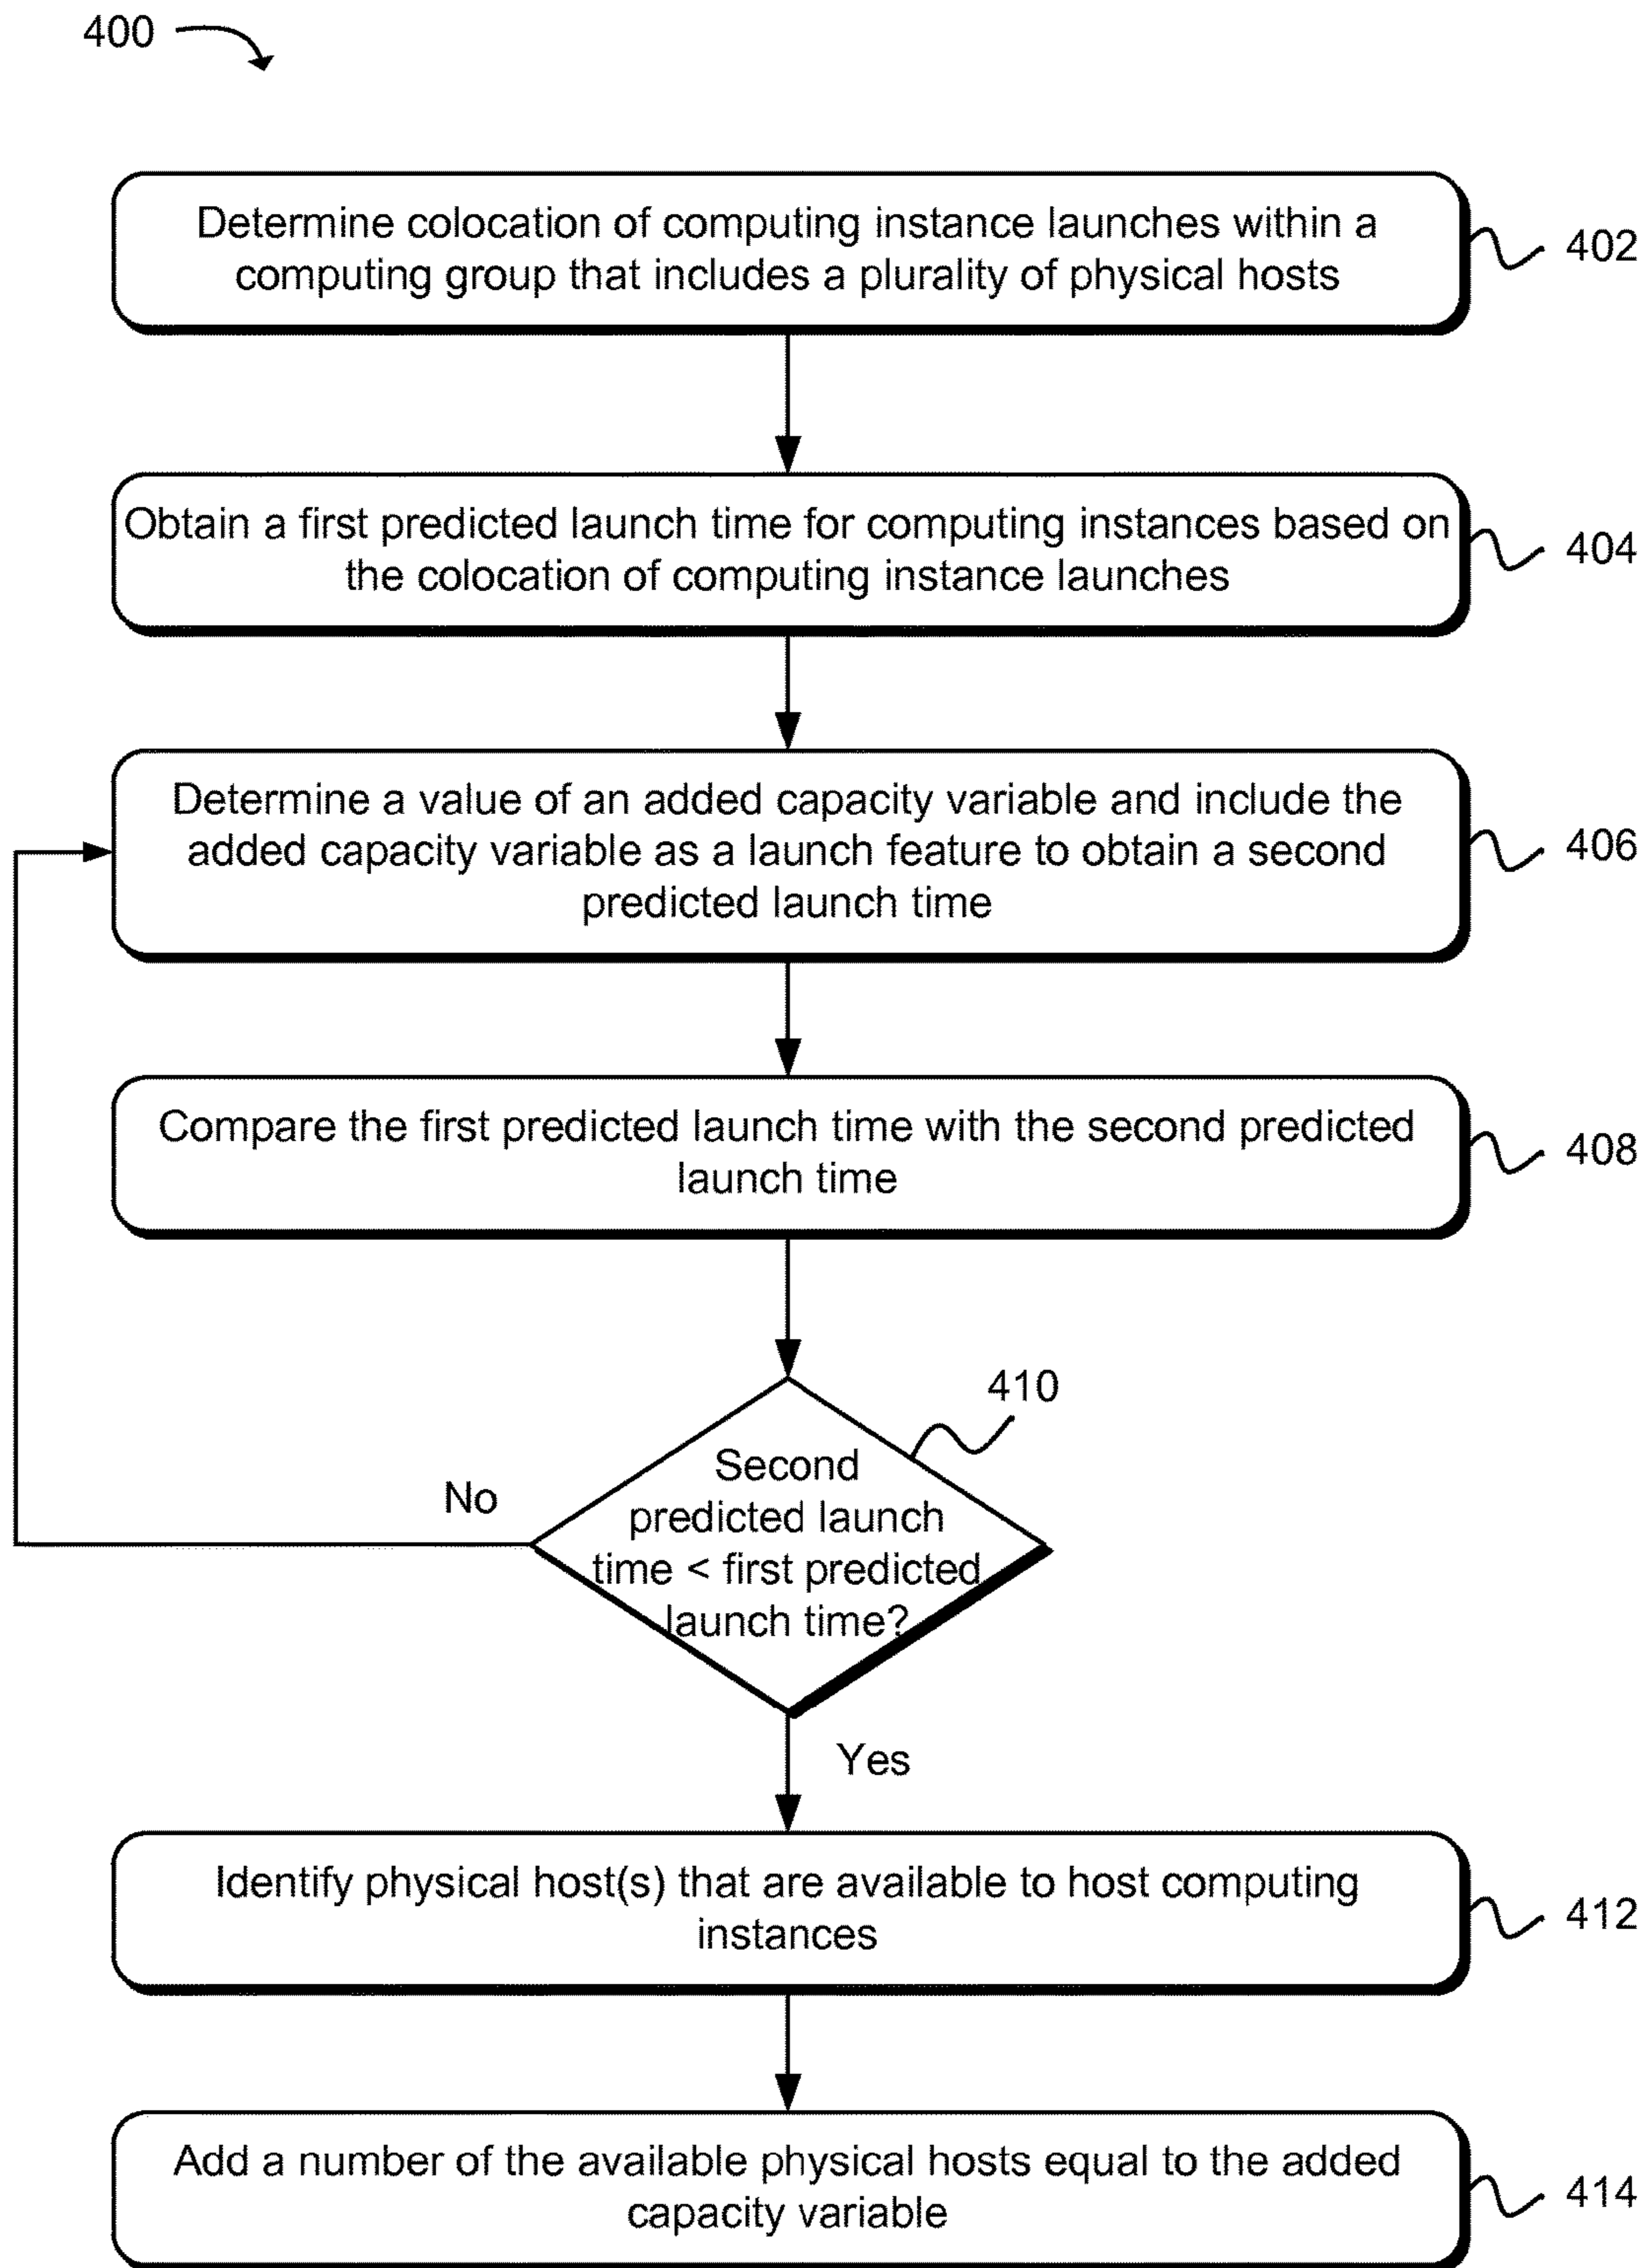 400
Determine colocation of computing instance launches within a
computing group that includes a plurality of physical hosts
402
Obtain a first predicted launch time for computing instances based on
the colocation of computing instance launches
404
Determine a value of an added capacity variable and include the
added capacity variable as a launch feature to obtain a second
predicted launch time
406
Compare the first predicted launch time with the second predicted
launch time
408
410
Second
predicted launch
time < first predicted
launch time?
No
Yes
Identify physical host(s) that are available to host computing
instances
412
Add a number of the available physical hosts equal to the added
capacity variable
414